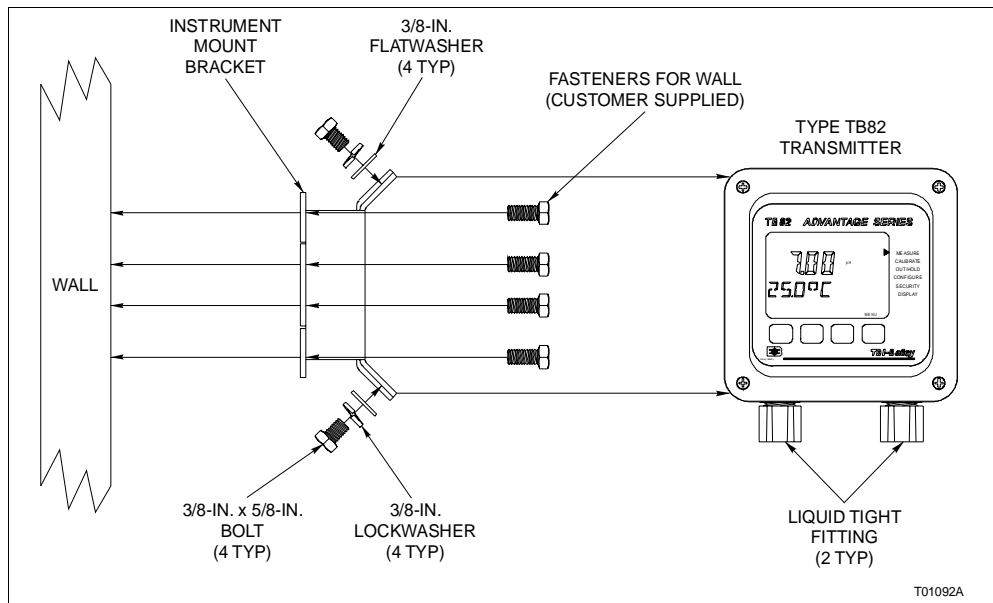 INSTRUMENT
MOUNT
BRACKET
3/8-IN.
FLATWASHER
(4 TYP)
FASTENERS FOR WALL
(CUSTOMER SUPPLIED)
TYPE TB82
TRANSMITTER
WALL
TB82 ADVANTAGE SERIES
7.00 pH
25.0°C
MEASURE
CALIBRATE
OUT/HOLD
CONFIGURE
SECURITY
DISPLAY
MENU
3/8-IN. x 5/8-IN.
BOLT
(4 TYP)
3/8-IN.
LOCKWASHER
(4 TYP)
LIQUID TIGHT
FITTING
(2 TYP)
T01092A